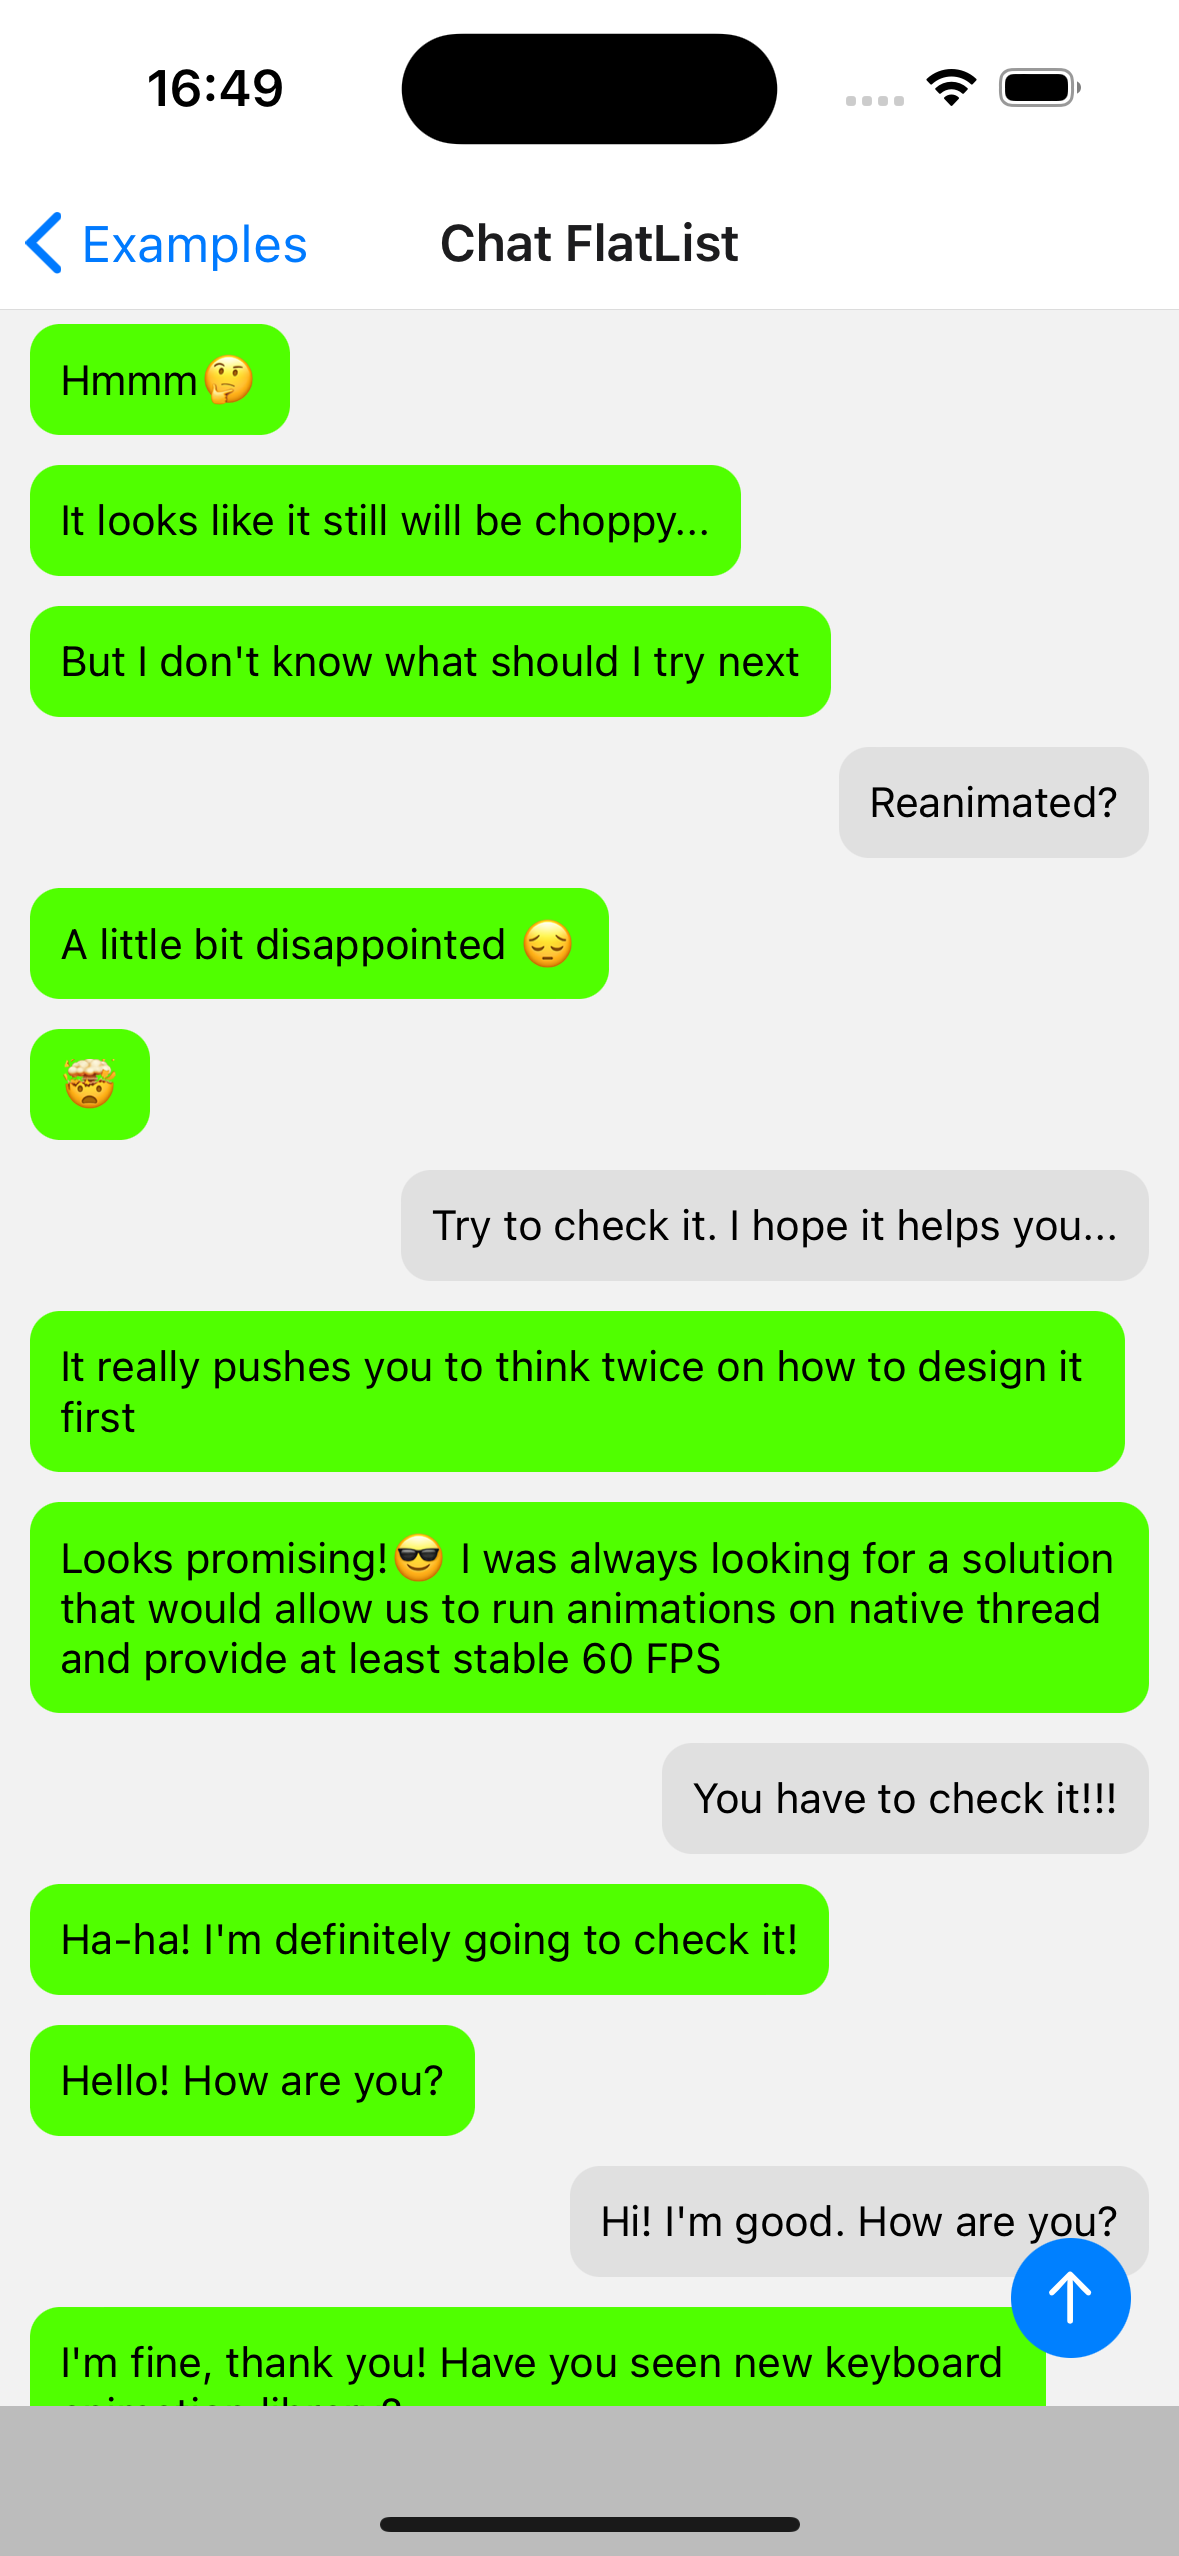 16:49
Examples
Chat FlatList
Hmmm🤔
It looks like it still will be choppy...
But I don't know what should I try next
Reanimated?
A little bit disappointed 😔
🤯
Try to check it. I hope it helps you...
It really pushes you to think twice on how to design it
first
Looks promising!😎 I was always looking for a solution
that would allow us to run animations on native thread
and provide at least stable 60 FPS
You have to check it!!!
Ha-ha! I'm definitely going to check it!
Hello! How are you?
Hi! I'm good. How are you?
I'm fine, thank you! Have you seen new keyboard